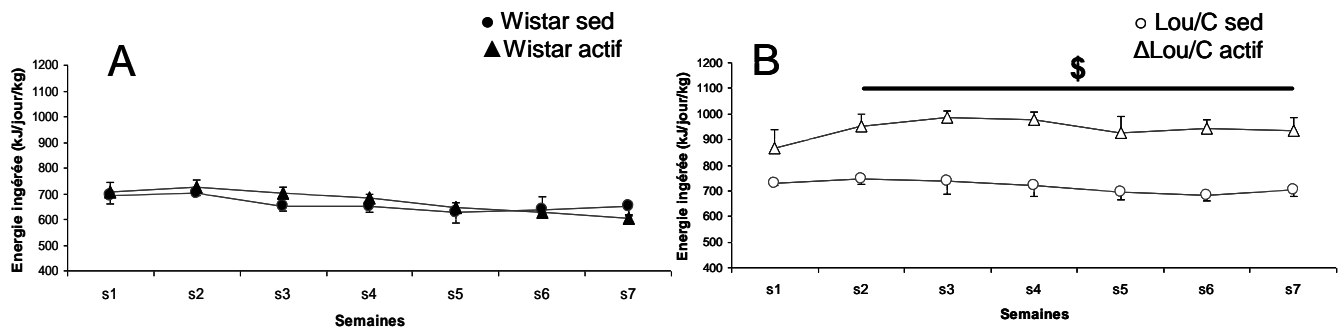 Wistar sed
Wistar actif
A
Energie ingérée (kJ/jour/kg)
1200
1100
1000
900
800
700
600
500
400
s1 s2 s3 s4 s5 s6 s7
Semaines
Lou/C sed
Lou/C actif
B
$
Energie ingérée (kJ/jour/kg)
1200
1100
1000
900
800
700
600
500
400
s1 s2 s3 s4 s5 s6 s7
Semaines